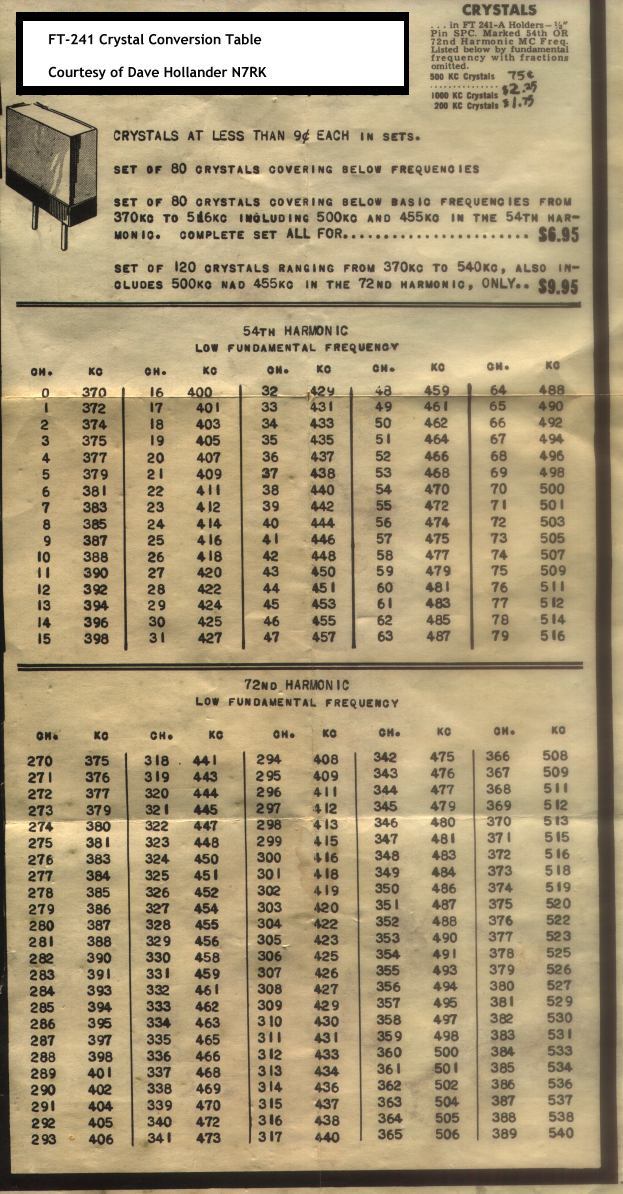 FT-241 Crystal Conversion Table
Courtesy of Dave Hollander N7RK
CRYSTALS
. . . in FT 241-A Holders—½"
Pin SPC. Marked 54th OR
72nd Harmonic MC Freq.
Listed below by fundamental
frequency with fractions
omitted.
500 KC Crystals 75¢
1000 KC Crystals $2.25
200 KC Crystals $1.75
CRYSTALS AT LESS THAN 9¢ EACH IN SETS.
SET OF 80 CRYSTALS COVERING BELOW FREQUENCIES
SET OF 80 CRYSTALS COVERING BELOW BASIC FREQUENCIES FROM
370KC TO 516KC INCLUDING 500KC AND 455KC IN THE 54TH HAR-
MONIC. COMPLETE SET ALL FOR....................... $6.95
SET OF 120 CRYSTALS RANGING FROM 370KC TO 540KC, ALSO IN-
CLUDES 500KC NAD 455KC IN THE 72ND HARMONIC, ONLY.. $9.95
54TH HARMONIC
LOW FUNDAMENTAL FREQUENCY
CH. KC CH. KC CH. KC CH. KC CH. KC
0 370 16 400 32 429 48 459 64 488
1 372 17 401 33 431 49 461 65 490
2 374 18 403 34 433 50 462 66 492
3 375 19 405 35 435 51 464 67 494
4 377 20 407 36 437 52 466 68 496
5 379 21 409 37 438 53 468 69 498
6 381 22 411 38 440 54 470 70 500
7 383 23 412 39 442 55 472 71 501
8 385 24 414 40 444 56 474 72 503
9 387 25 416 41 446 57 475 73 505
10 388 26 418 42 448 58 477 74 507
11 390 27 420 43 450 59 479 75 509
12 392 28 422 44 451 60 481 76 511
13 394 29 424 45 453 61 483 77 512
14 396 30 425 46 455 62 485 78 514
15 398 31 427 47 457 63 487 79 516
72ND HARMONIC
LOW FUNDAMENTAL FREQUENCY
CH. KC CH. KC CH. KC CH. KC CH. KC
270 375 318 441 294 408 342 475 366 508
271 376 319 443 295 409 343 476 367 509
272 377 320 444 296 411 344 477 368 511
273 379 321 445 297 412 345 479 369 512
274 380 322 447 298 413 346 480 370 513
275 381 323 448 299 415 347 481 371 515
276 383 324 450 300 416 348 483 372 516
277 384 325 451 301 418 349 484 373 518
278 385 326 452 302 419 350 486 374 519
279 386 327 454 303 420 351 487 375 520
280 387 328 455 304 422 352 488 376 522
281 388 329 456 305 423 353 490 377 523
282 390 330 458 306 425 354 491 378 525
283 391 331 459 307 426 355 493 379 526
284 393 332 461 308 427 356 494 380 527
285 394 333 462 309 429 357 495 381 529
286 395 334 463 310 430 358 497 382 530
287 397 335 465 311 431 359 498 383 531
288 398 336 466 312 433 360 500 384 533
289 401 337 468 313 434 361 501 385 534
290 402 338 469 314 436 362 502 386 536
291 404 339 470 315 437 363 504 387 537
292 405 340 472 316 438 364 505 388 538
293 406 341 473 317 440 365 506 389 540